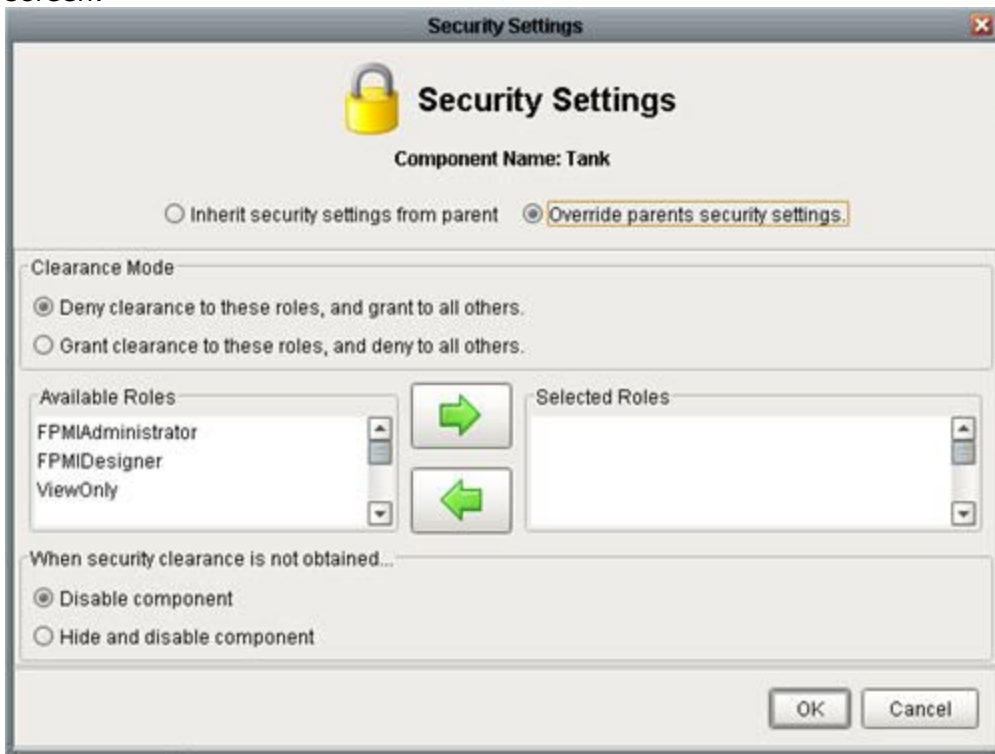 Security Settings
Security Settings
Component Name: Tank
Inherit security settings from parent Override parents security settings.
Clearance Mode
Deny clearance to these roles, and grant to all others.
Grant clearance to these roles, and deny to all others.
Available Roles Selected Roles
FPMIAdministrator
FPMIDesigner
ViewOnly
When security clearance is not obtained...
Disable component
Hide and disable component
OK Cancel